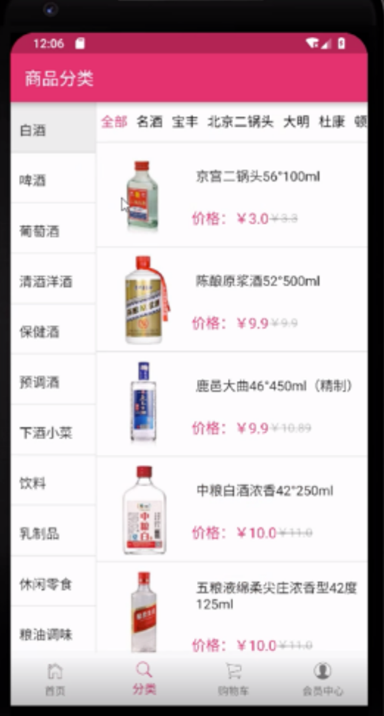 12:06
商品分类
白酒
啤酒
葡萄酒
清酒洋酒
保健酒
预调酒
下酒小菜
饮料
乳制品
休闲零食
粮油调味
全部 名酒 宝丰 北京二锅头 大明 杜康 顿
京宫二锅头56°100ml
价格：￥3.0 ￥3.3
陈酿原浆酒52°500ml
价格：￥9.9 ￥9.9
鹿邑大曲46°450ml（精制）
价格：￥9.9 ￥10.89
中粮白酒浓香42°250ml
价格：￥10.0 ￥11.0
五粮液绵柔尖庄浓香型42度
125ml
价格：￥10.0 ￥11.0
首页 分类 购物车 会员中心